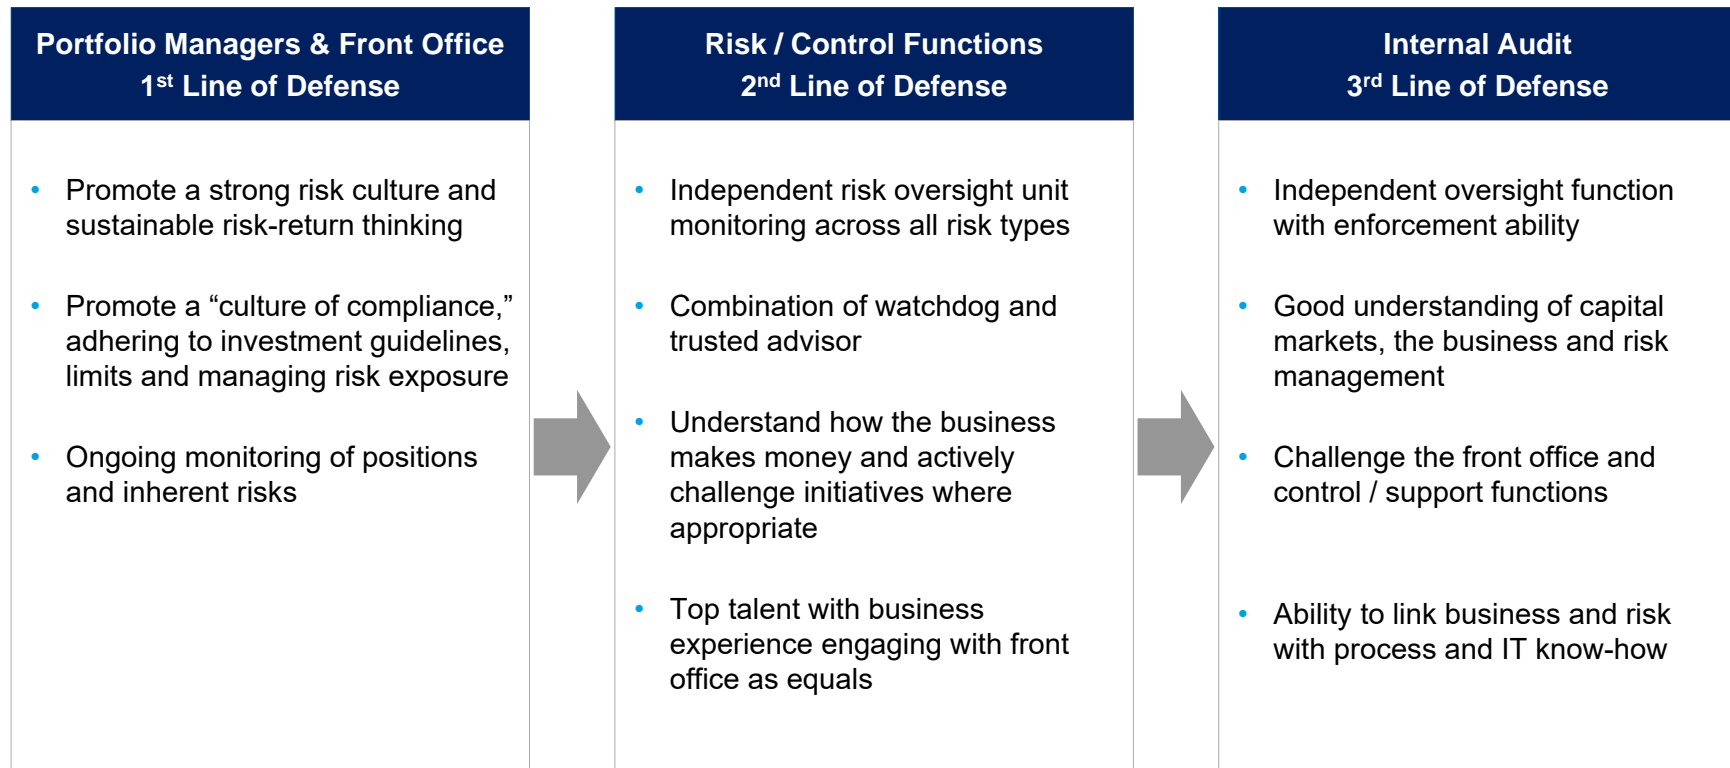 Portfolio Managers & Front Office
1st Line of Defense
• Promote a strong risk culture and
sustainable risk-return thinking
• Promote a “culture of compliance,”
adhering to investment guidelines,
limits and managing risk exposure
• Ongoing monitoring of positions
and inherent risks
Risk / Control Functions
2nd Line of Defense
• Independent risk oversight unit
monitoring across all risk types
• Combination of watchdog and
trusted advisor
• Understand how the business
makes money and actively
challenge initiatives where
appropriate
• Top talent with business
experience engaging with front
office as equals
Internal Audit
3rd Line of Defense
• Independent oversight function
with enforcement ability
• Good understanding of capital
markets, the business and risk
management
• Challenge the front office and
control / support functions
• Ability to link business and risk
with process and IT know-how